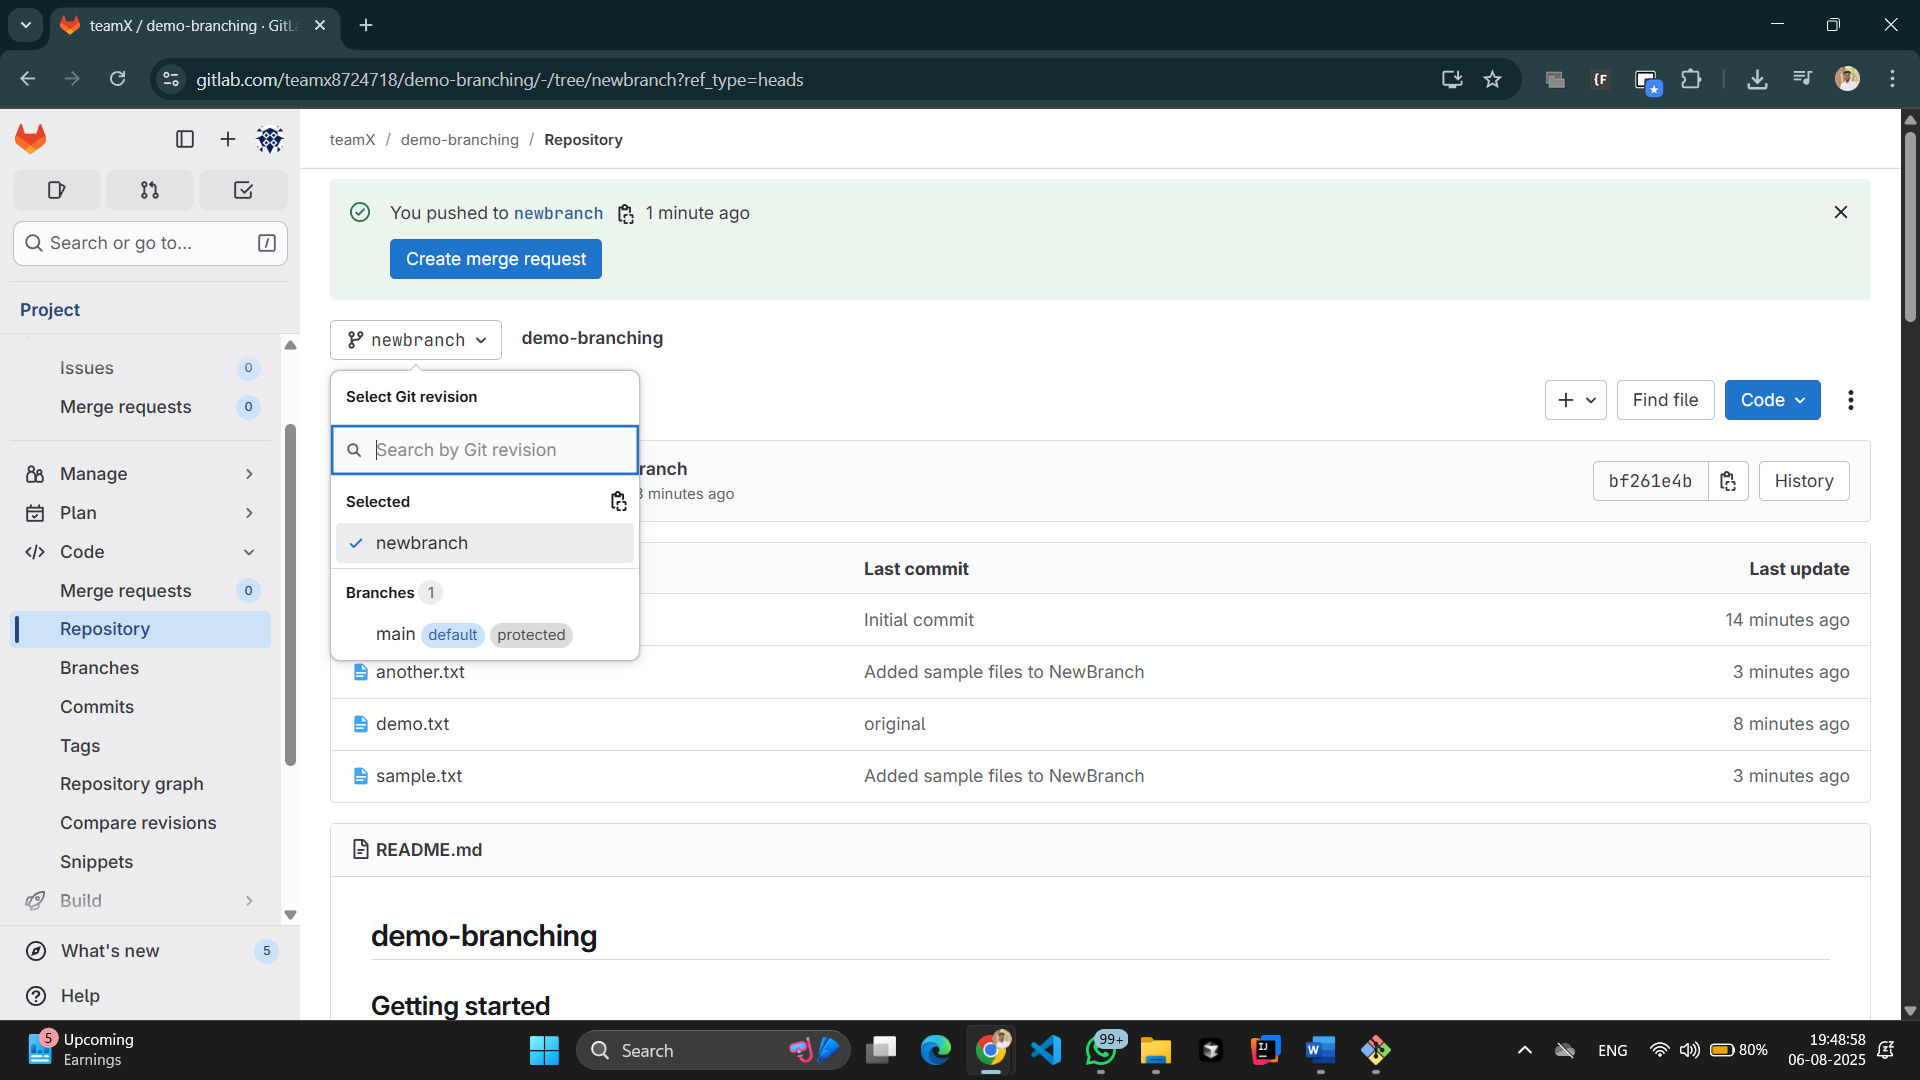 teamX / demo-branching · GitLa
gitlab.com/teamx8724718/demo-branching/-/tree/newbranch?ref_type=heads
{F
teamX / demo-branching / Repository
Search or go to...
/
Project
Issues 0
Merge requests 0
Manage
Plan
Code
Merge requests 0
Repository
Branches
Commits
Tags
Repository graph
Compare revisions
Snippets
Build
What's new 5
Help
You pushed to newbranch 1 minute ago
Create merge request
newbranch
demo-branching
Select Git revision
Search by Git revision
Selected
newbranch
Branches 1
main default protected
Find file
Code
ranch
minutes ago
bf261e4b
History
Last commit
Last update
Initial commit
14 minutes ago
another.txt
Added sample files to NewBranch
3 minutes ago
demo.txt
original
8 minutes ago
sample.txt
Added sample files to NewBranch
3 minutes ago
README.md
demo-branching
Getting started
5
Upcoming
Earnings
Search
99+
IJ
W
ENG
80%
19:48:58
06-08-2025